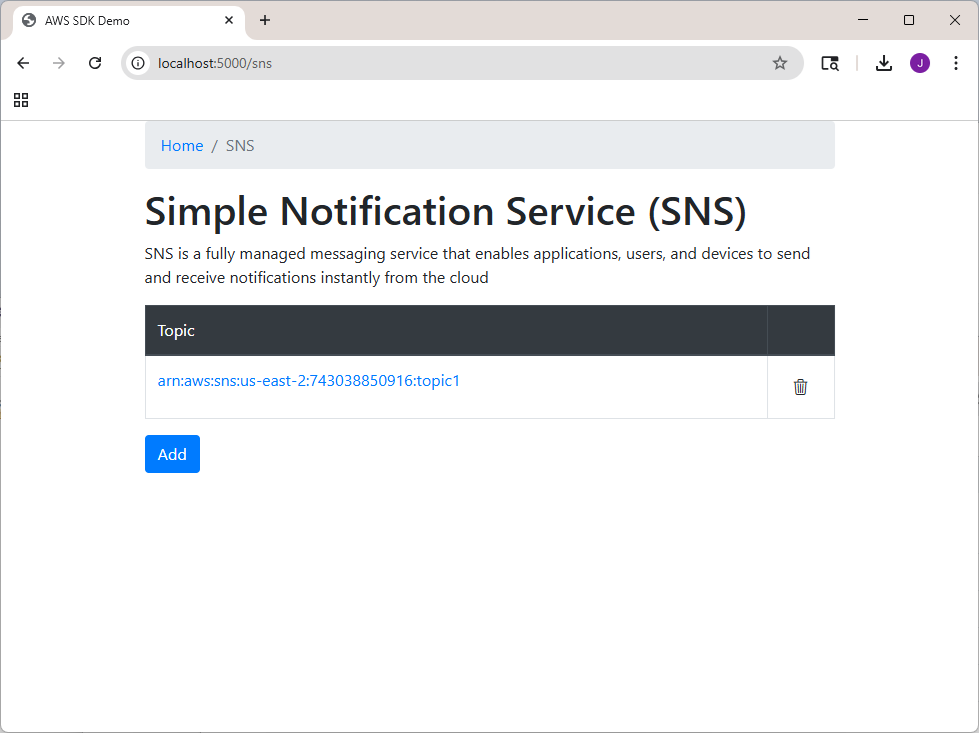 AWS SDK Demo
localhost:5000/sns
J
Home / SNS
Simple Notification Service (SNS)
SNS is a fully managed messaging service that enables applications, users, and devices to send
and receive notifications instantly from the cloud
Topic
arn:aws:sns:us-east-2:743038850916:topic1
Add